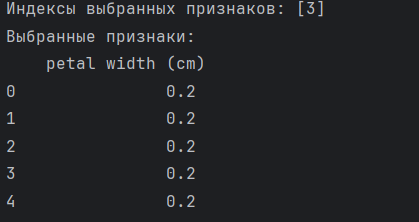 Индексы выбранных признаков: [3]
Выбранные признаки:
petal width (cm)
0 0.2
1 0.2
2 0.2
3 0.2
4 0.2